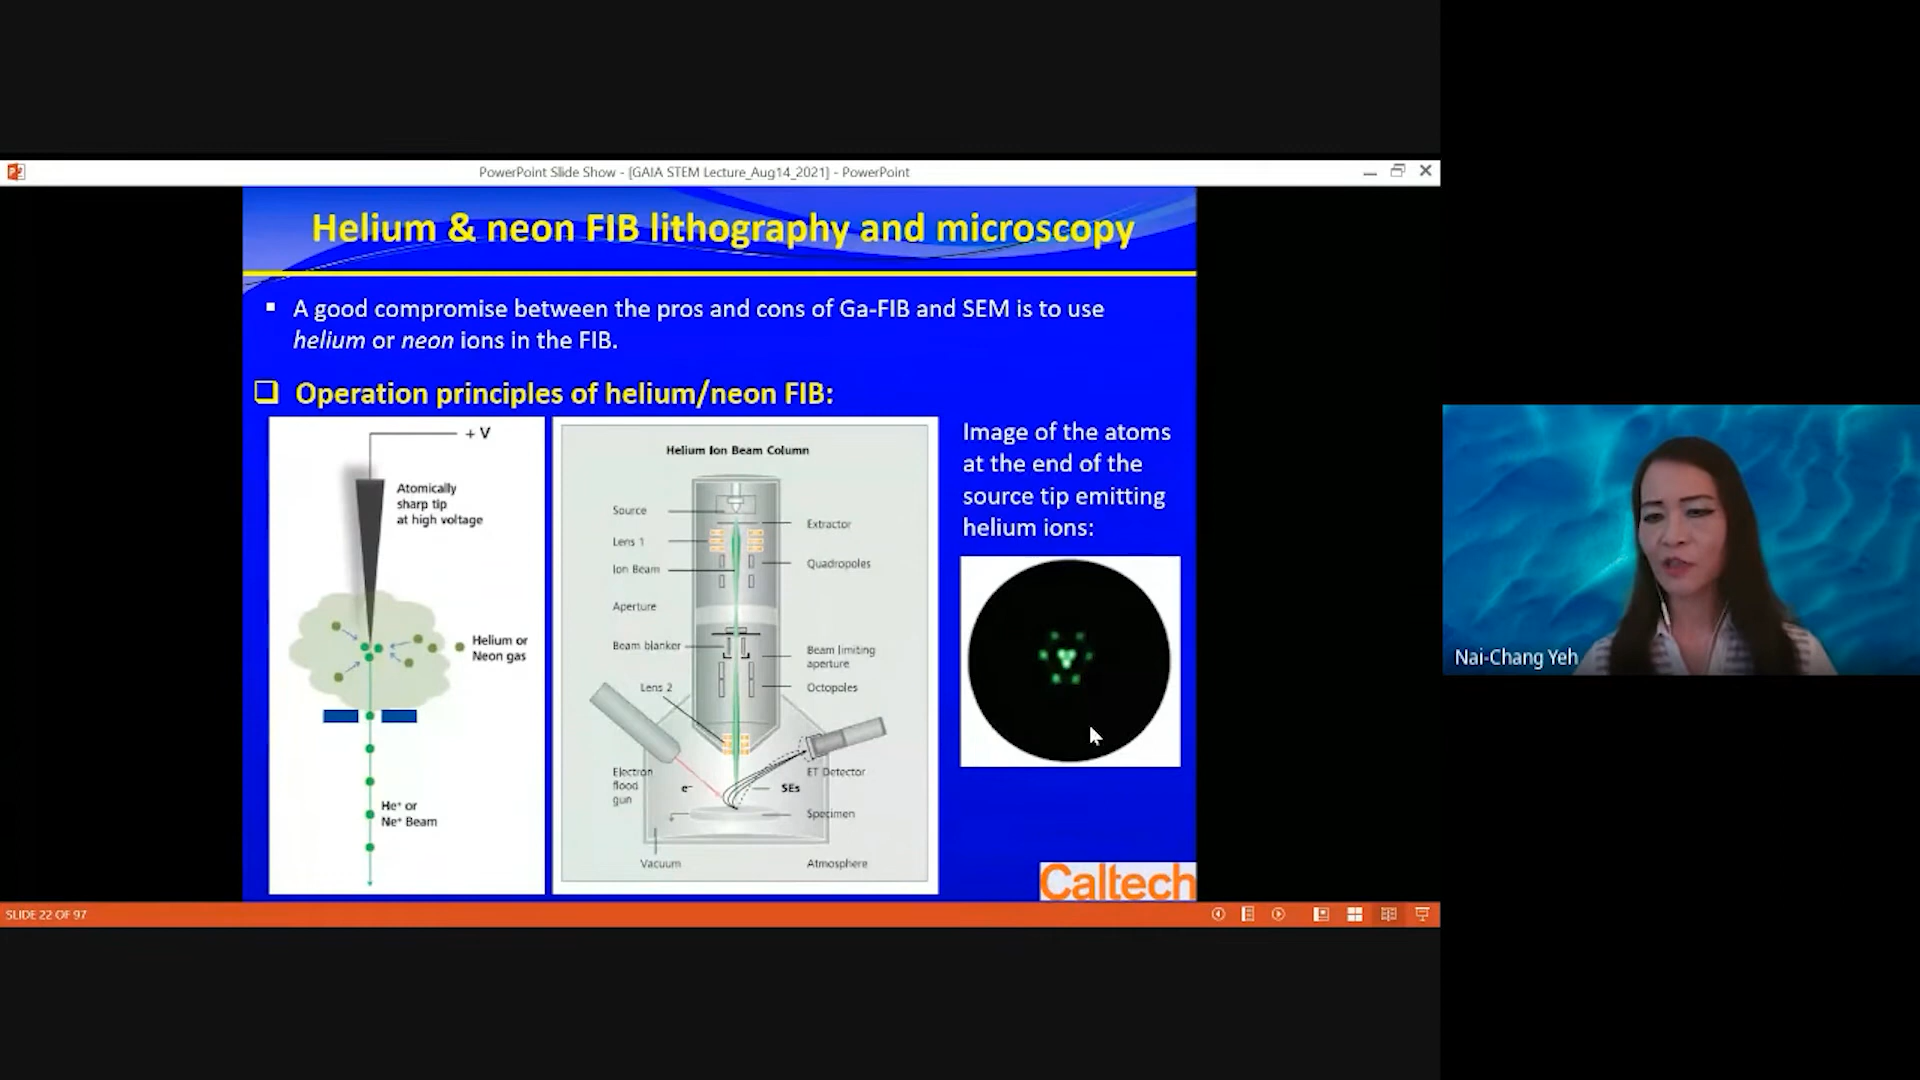 PowerPoint Slide Show - [GAIA STEM Lecture_Aug14_2021] - PowerPoint
Helium & neon FIB lithography and microscopy
▪ A good compromise between the pros and cons of Ga-FIB and SEM is to use
helium or neon ions in the FIB.
❑ Operation principles of helium/neon FIB:
+ V
Atomically
sharp tip
at high voltage
Helium or
Neon gas
He⁺ or
Ne⁺ Beam
Helium Ion Beam Column
Source
Extractor
Lens 1
Quadropoles
Ion Beam
Aperture
Beam blanker
Beam limiting
aperture
Lens 2
Octopoles
Electron
flood
gun
e⁻
SEs
ET Detector
Specimen
Vacuum
Atmosphere
Image of the atoms
at the end of the
source tip emitting
helium ions:
Caltech
SLIDE 22 OF 97
Nai-Chang Yeh